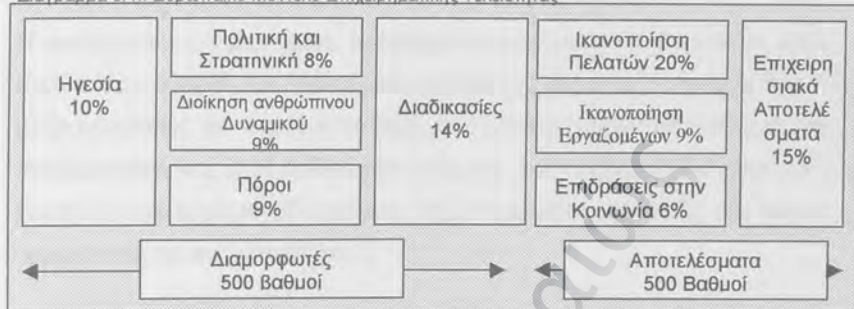 Ηγεσία
10%
Πολιτική και
Στρατηνική 8%
Διοίκηση ανθρώπινου
Δυναμικού
9%
Πόροι
9%
Διαδικασίες
14%
Ικανοποίηση
Πελατών 20%
Ικανοποίηση
Εργαζομένων 9%
Επιδράσεις στην
Κοινωνία 6%
Επιχειρη
σιακά
Αποτελέ
σματα
15%
Διαμορφωτές
500 βαθμοί
Αποτελέσματα
500 Βαθμοί